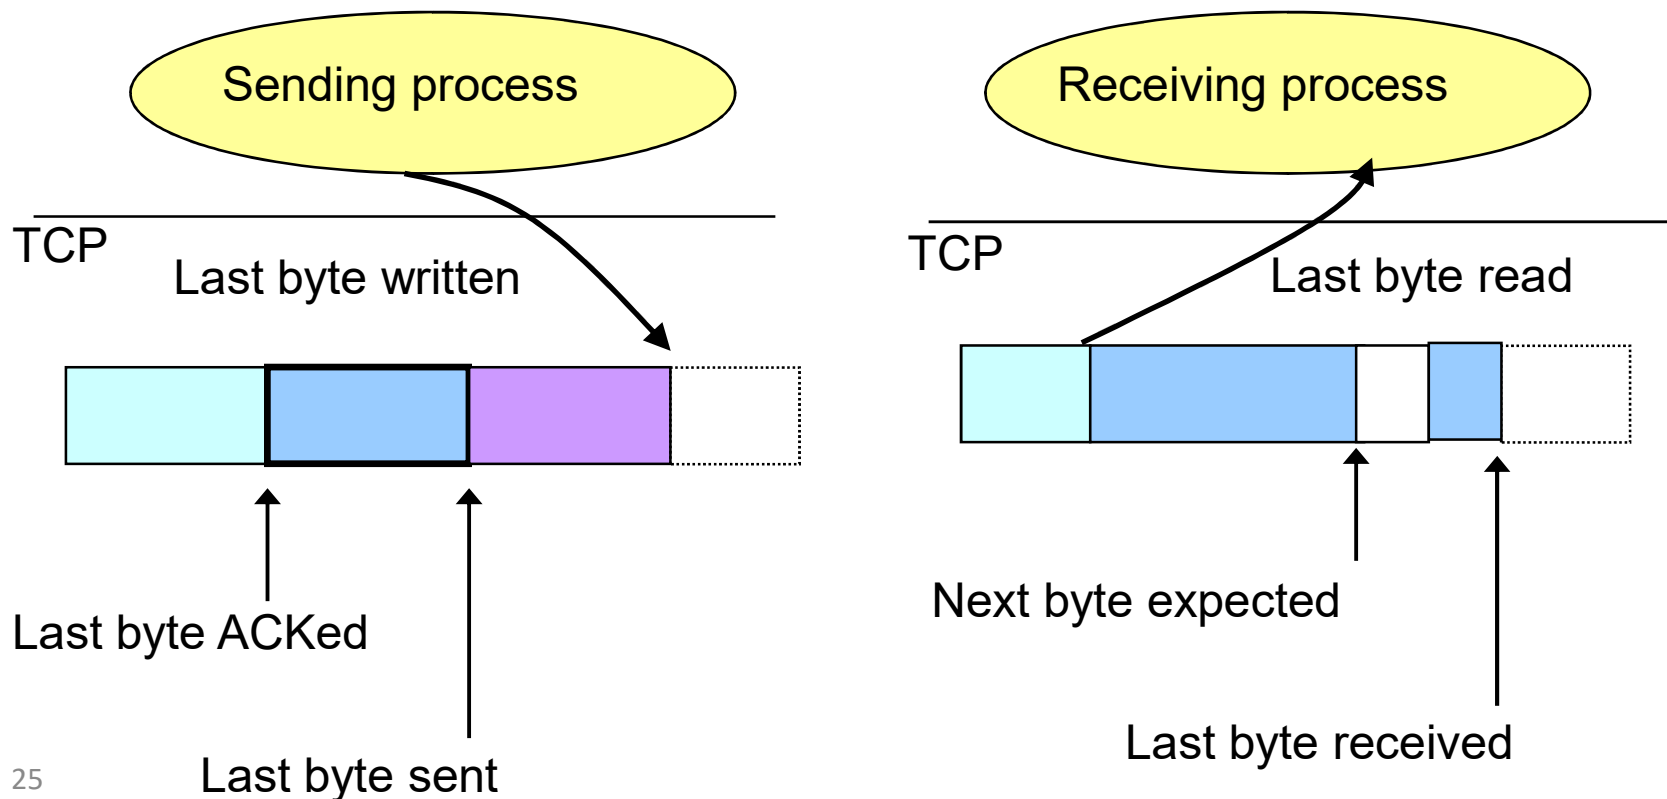 Sending process
TCP
Last byte written
Last byte ACKed
Last byte sent
Receiving process
TCP
Last byte read
Next byte expected
Last byte received
25